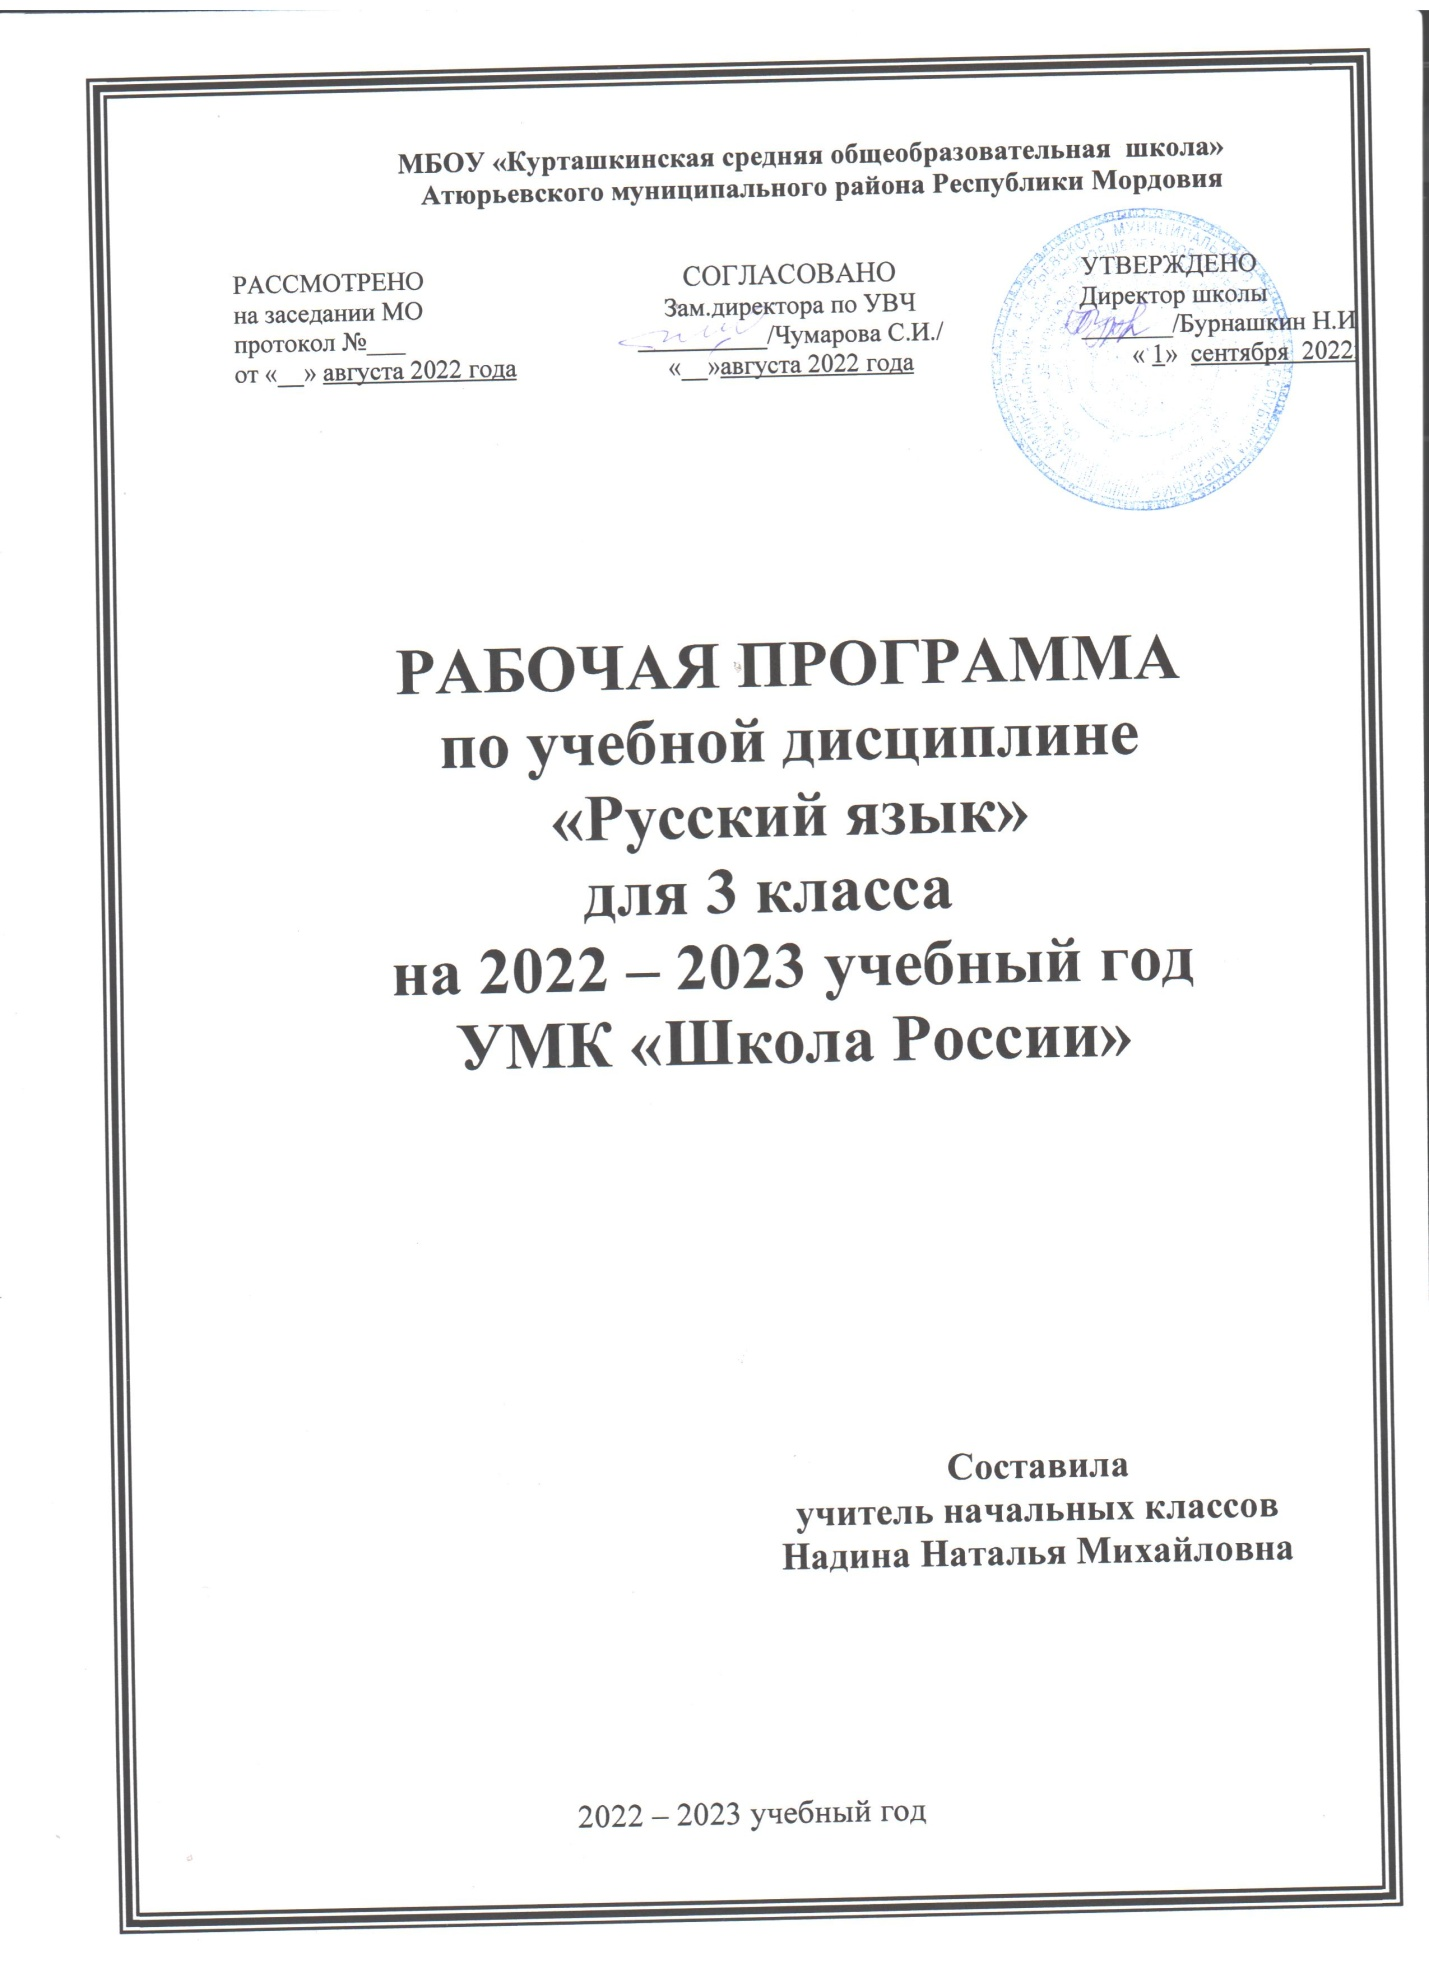 МБОУ «Курташкинская средняя общеобразовательная школа»
Атюрьевского муниципального района Республики Мордовия
РАССМОТРЕНО
на заседании МО
протокол №___
от «__» августа 2022 года
СОГЛАСОВАНО
Зам.директора по УВЧ
__________/Чумарова С.И./
«__»августа 2022 года
УТВЕРЖДЕНО
Директор школы
_______/Бурнашкин Н.И
« 1» сентября 2022
РАБОЧАЯ ПРОГРАММА
по учебной дисциплине
«Русский язык»
для 3 класса
на 2022 – 2023 учебный год
УМК «Школа России»
Составила
учитель начальных классов
Надина Наталья Михайловна
2022 – 2023 учебный год